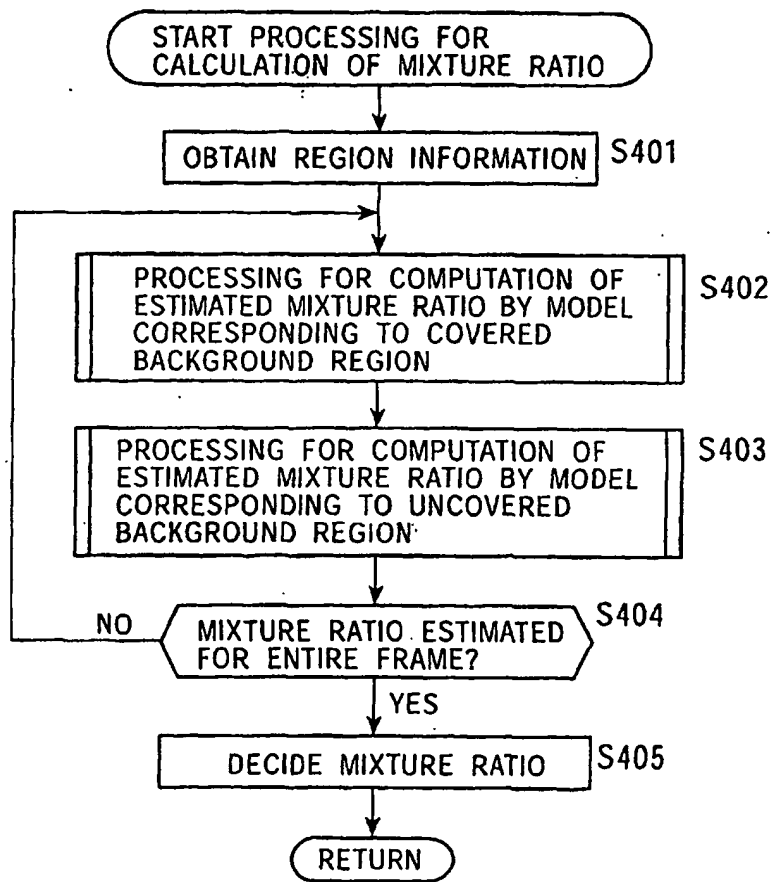 START PROCESSING FOR
CALCULATION OF MIXTURE RATIO
OBTAIN REGION INFORMATION
S401
PROCESSING FOR COMPUTATION OF
ESTIMATED MIXTURE RATIO BY MODEL
CORRESPONDING TO COVERED
BACKGROUND REGION
S402
PROCESSING FOR COMPUTATION OF
ESTIMATED MIXTURE RATIO BY MODEL
CORRESPONDING TO UNCOVERED
BACKGROUND REGION
S403
NO
MIXTURE RATIO ESTIMATED
FOR ENTIRE FRAME?
S404
YES
DECIDE MIXTURE RATIO
S405
RETURN